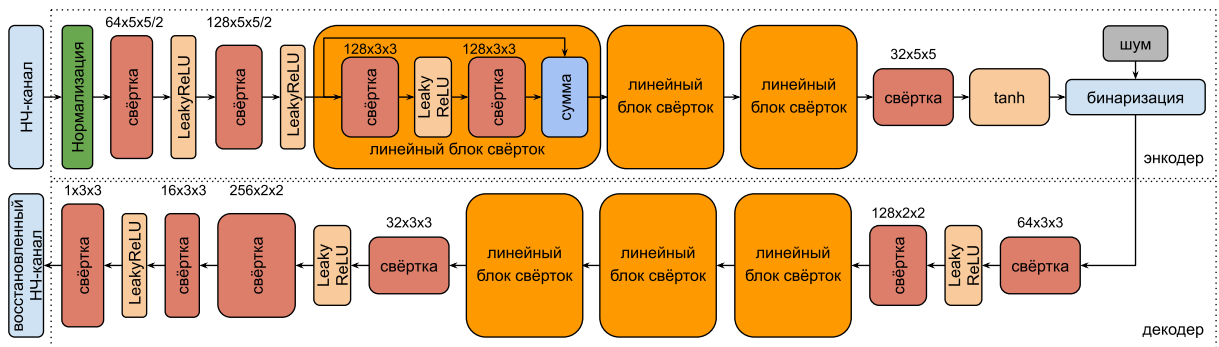 НЧ-канал
Нормализация
64x5x5/2
свёртка
LeakyReLU
128x5x5/2
свёртка
LeakyReLU
128x3x3
свёртка
Leaky
ReLU
128x3x3
свёртка
сумма
линейный блок свёрток
линейный
блок свёрток
линейный
блок свёрток
32x5x5
свёртка
tanh
шум
бинаризация
энкодер
восстановленный
НЧ-канал
1x3x3
свёртка
LeakyReLU
16x3x3
свёртка
256x2x2
свёртка
Leaky
ReLU
32x3x3
свёртка
линейный
блок свёрток
линейный
блок свёрток
линейный
блок свёрток
128x2x2
свёртка
Leaky
ReLU
64x3x3
свёртка
декодер